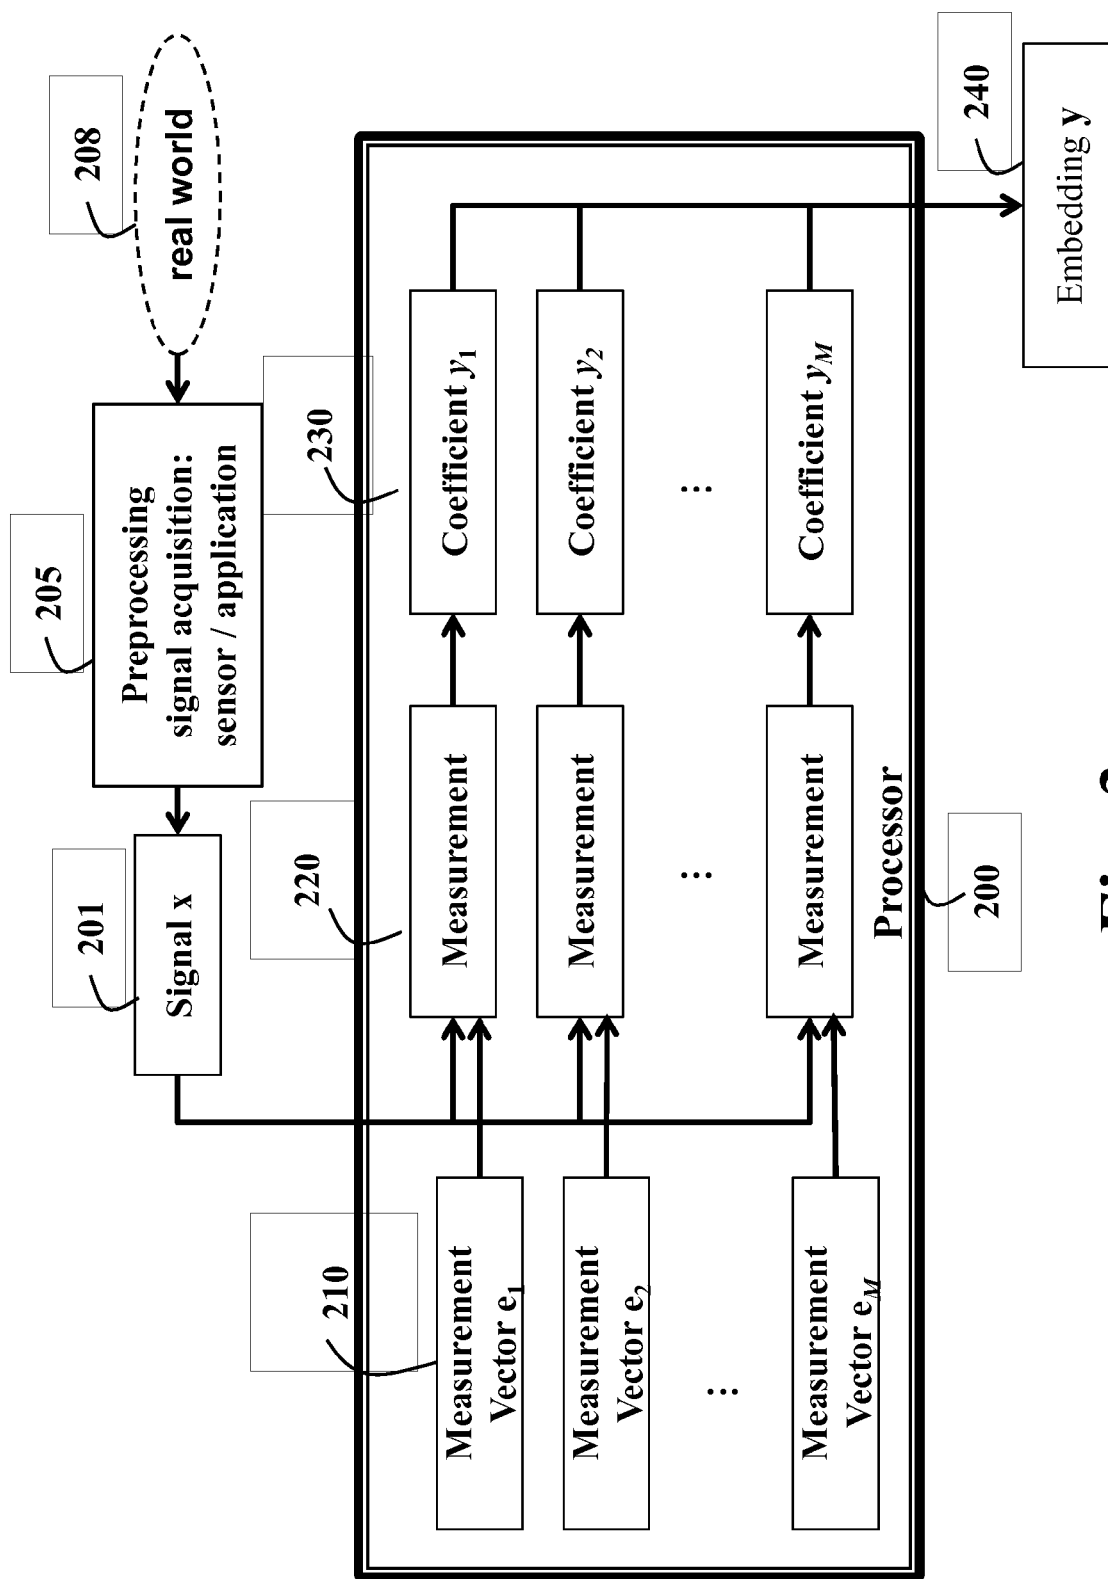 208
real world
205
Preprocessing
signal acquisition:
sensor / application
201
Signal x
210
Measurement
Vector e1
Measurement
Vector e2
...
Measurement
Vector eM
220
Measurement
Measurement
...
Measurement
230
Coefficient y1
Coefficient y2
...
Coefficient yM
Processor
200
240
Embedding y